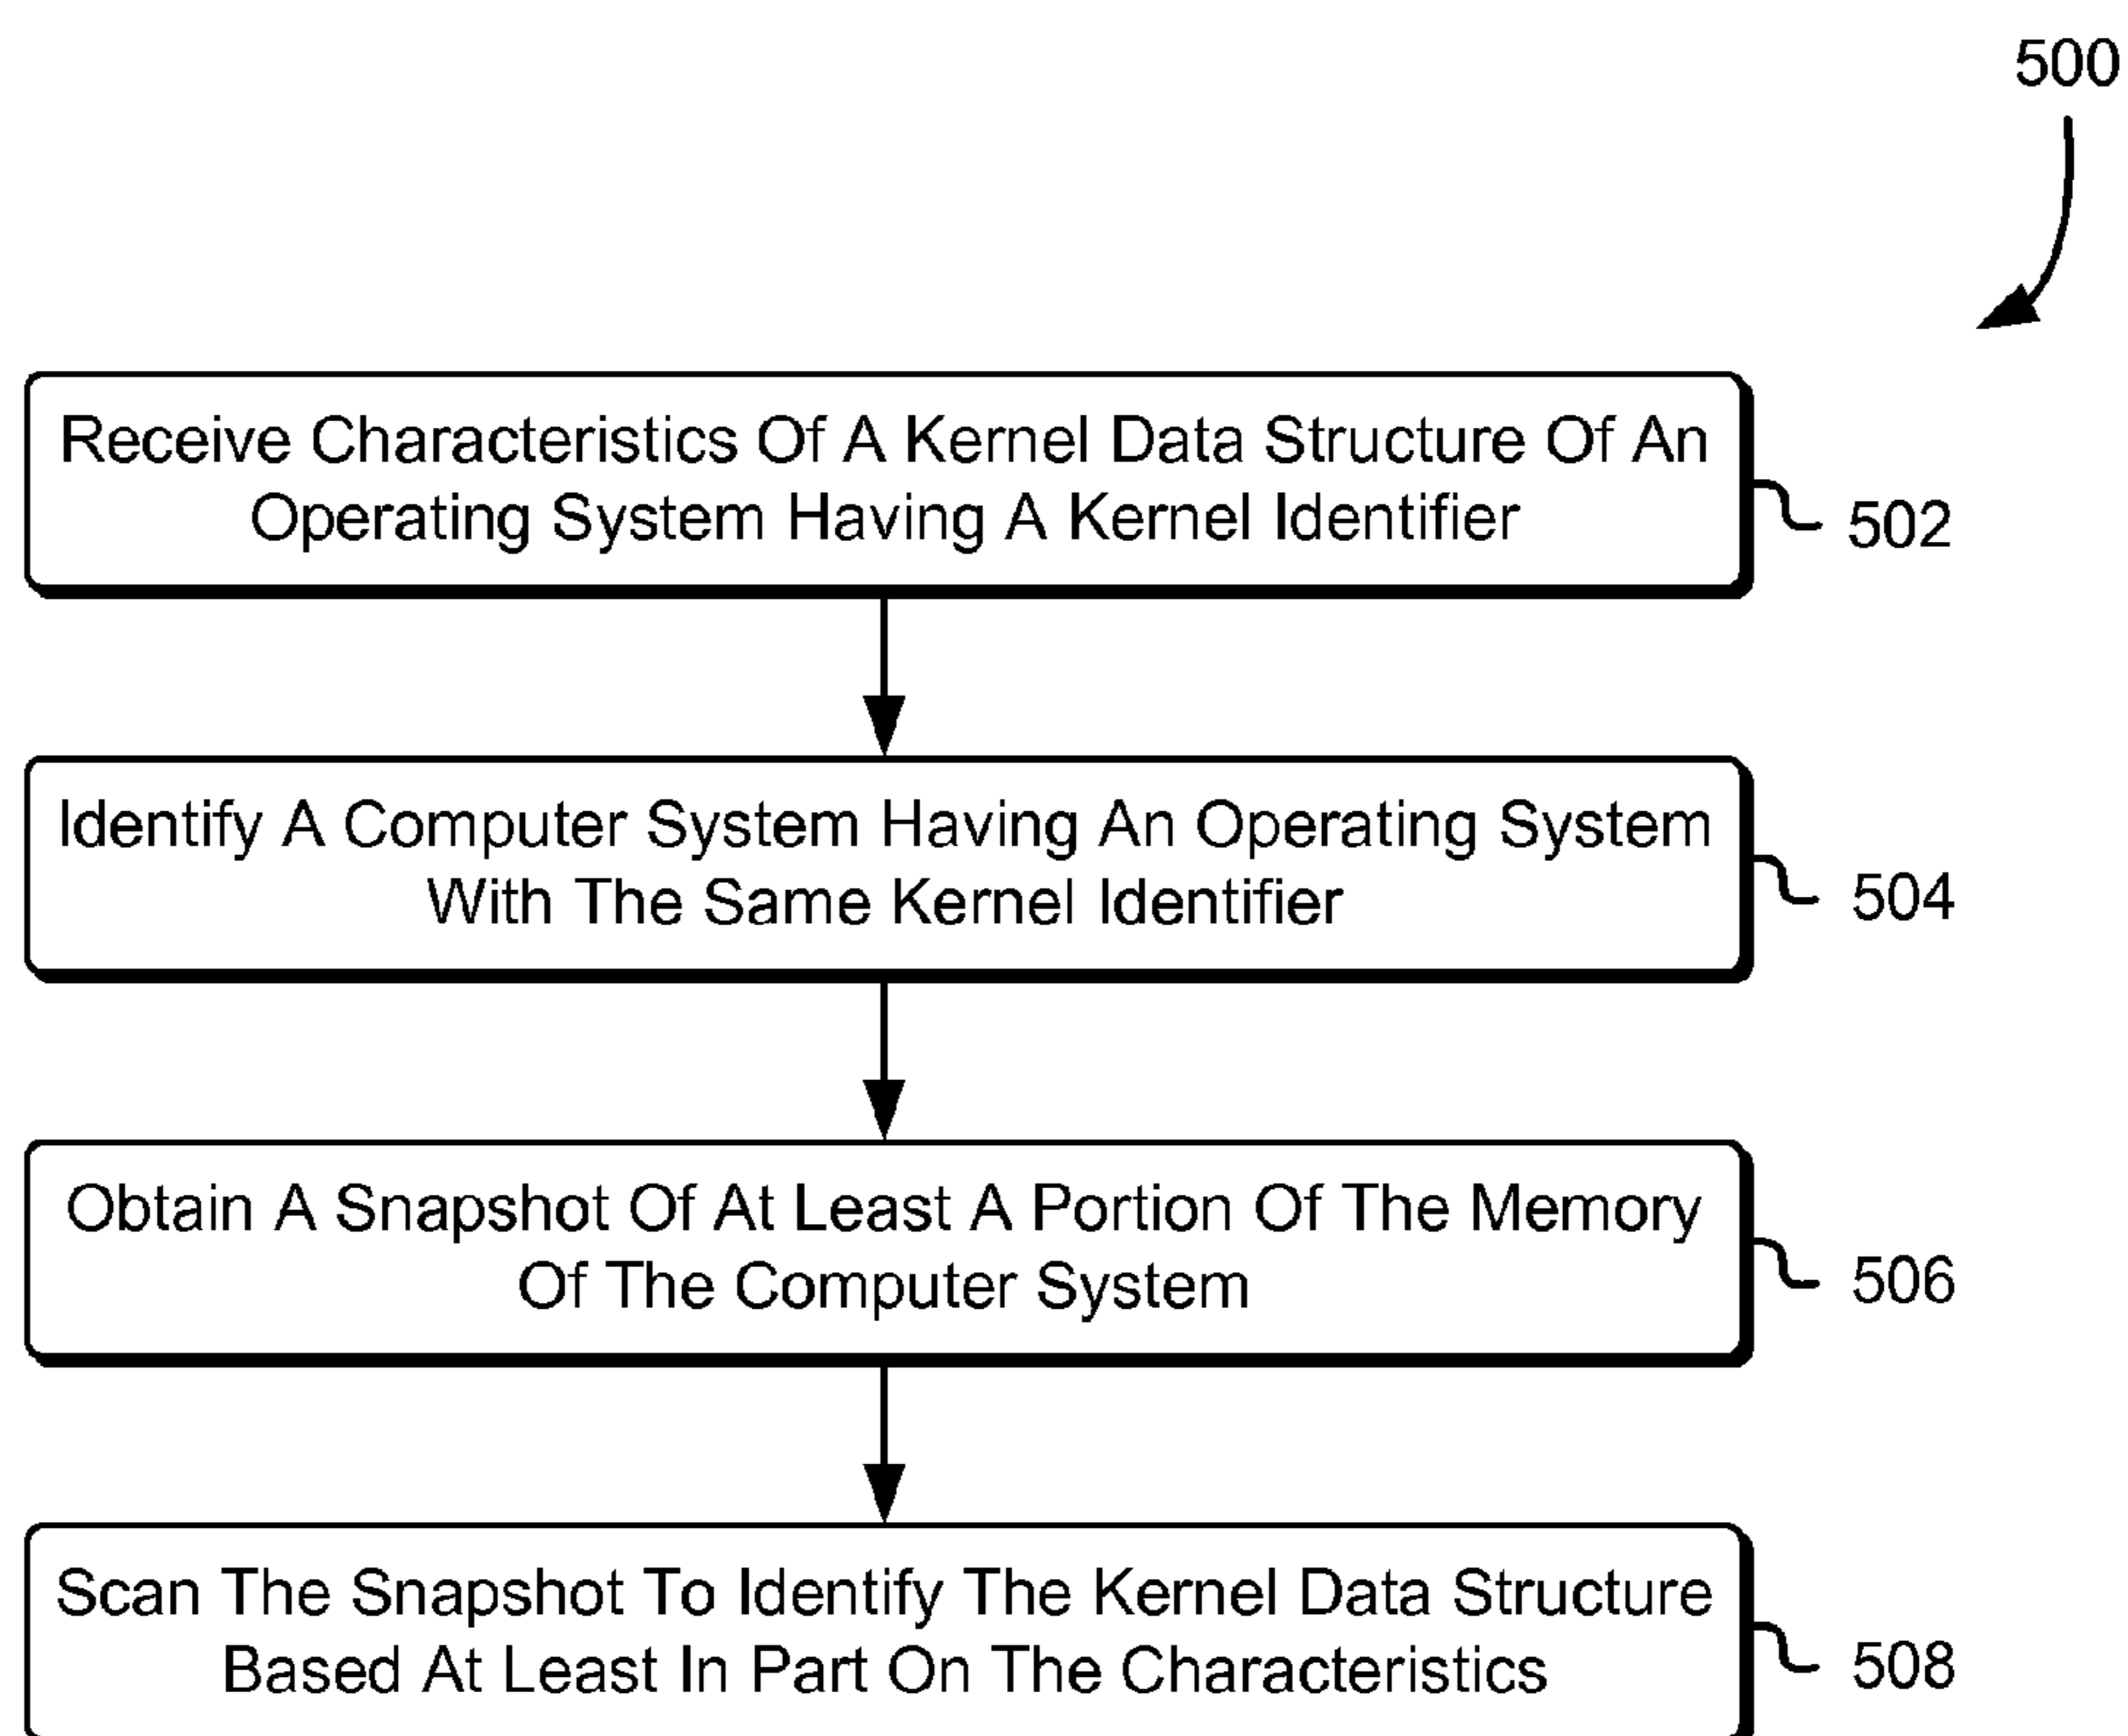 500
Receive Characteristics Of A Kernel Data Structure Of An
Operating System Having A Kernel Identifier
502
Identify A Computer System Having An Operating System
With The Same Kernel Identifier
504
Obtain A Snapshot Of At Least A Portion Of The Memory
Of The Computer System
506
Scan The Snapshot To Identify The Kernel Data Structure
Based At Least In Part On The Characteristics
508